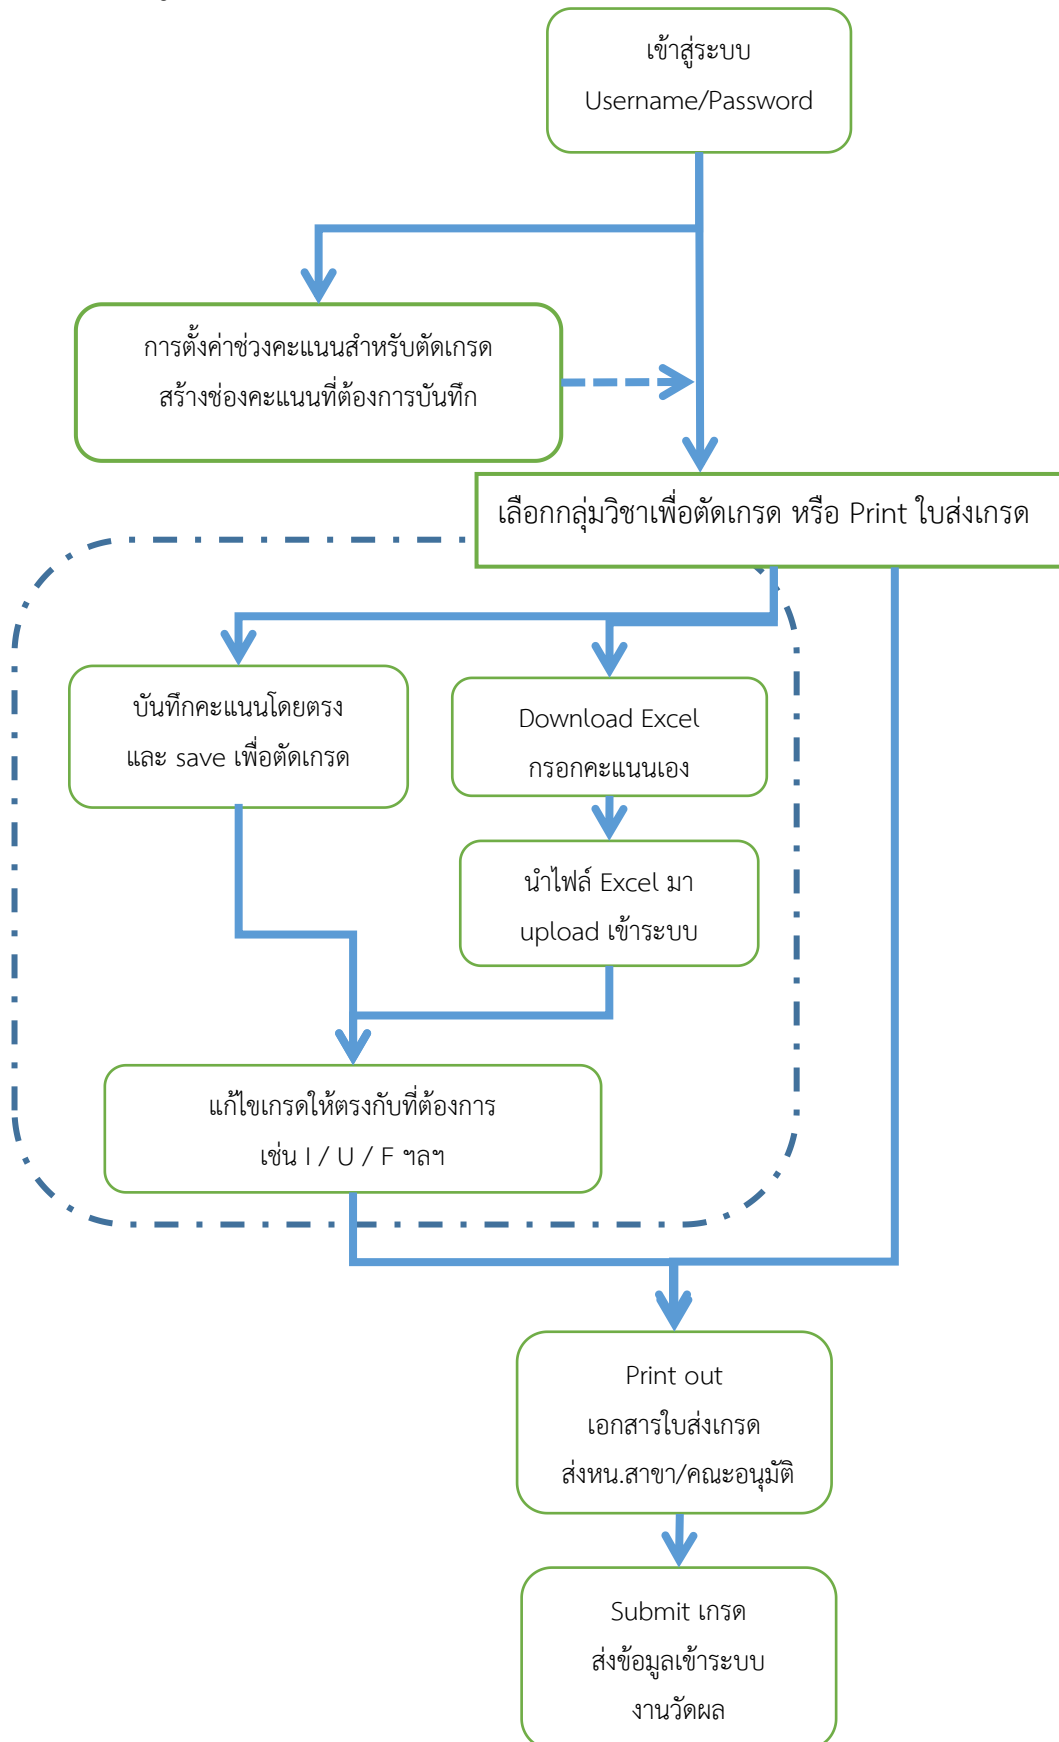 เข้าสู่ระบบ
Username/Password
การตั้งค่าช่วงคะแนนสำหรับตัดเกรด
สร้างช่องคะแนนที่ต้องการบันทึก
เลือกกลุ่มวิชาเพื่อตัดเกรด หรือ Print ใบส่งเกรด
บันทึกคะแนนโดยตรง
และ save เพื่อตัดเกรด
Download Excel
กรอกคะแนนเอง
นำไฟล์ Excel มา
upload เข้าระบบ
แก้ไขเกรดให้ตรงกับที่ต้องการ
เช่น I / U / F ฯลฯ
Print out
เอกสารใบส่งเกรด
ส่งหน.สาขา/คณะอนุมัติ
Submit เกรด
ส่งข้อมูลเข้าระบบ
งานวัดผล